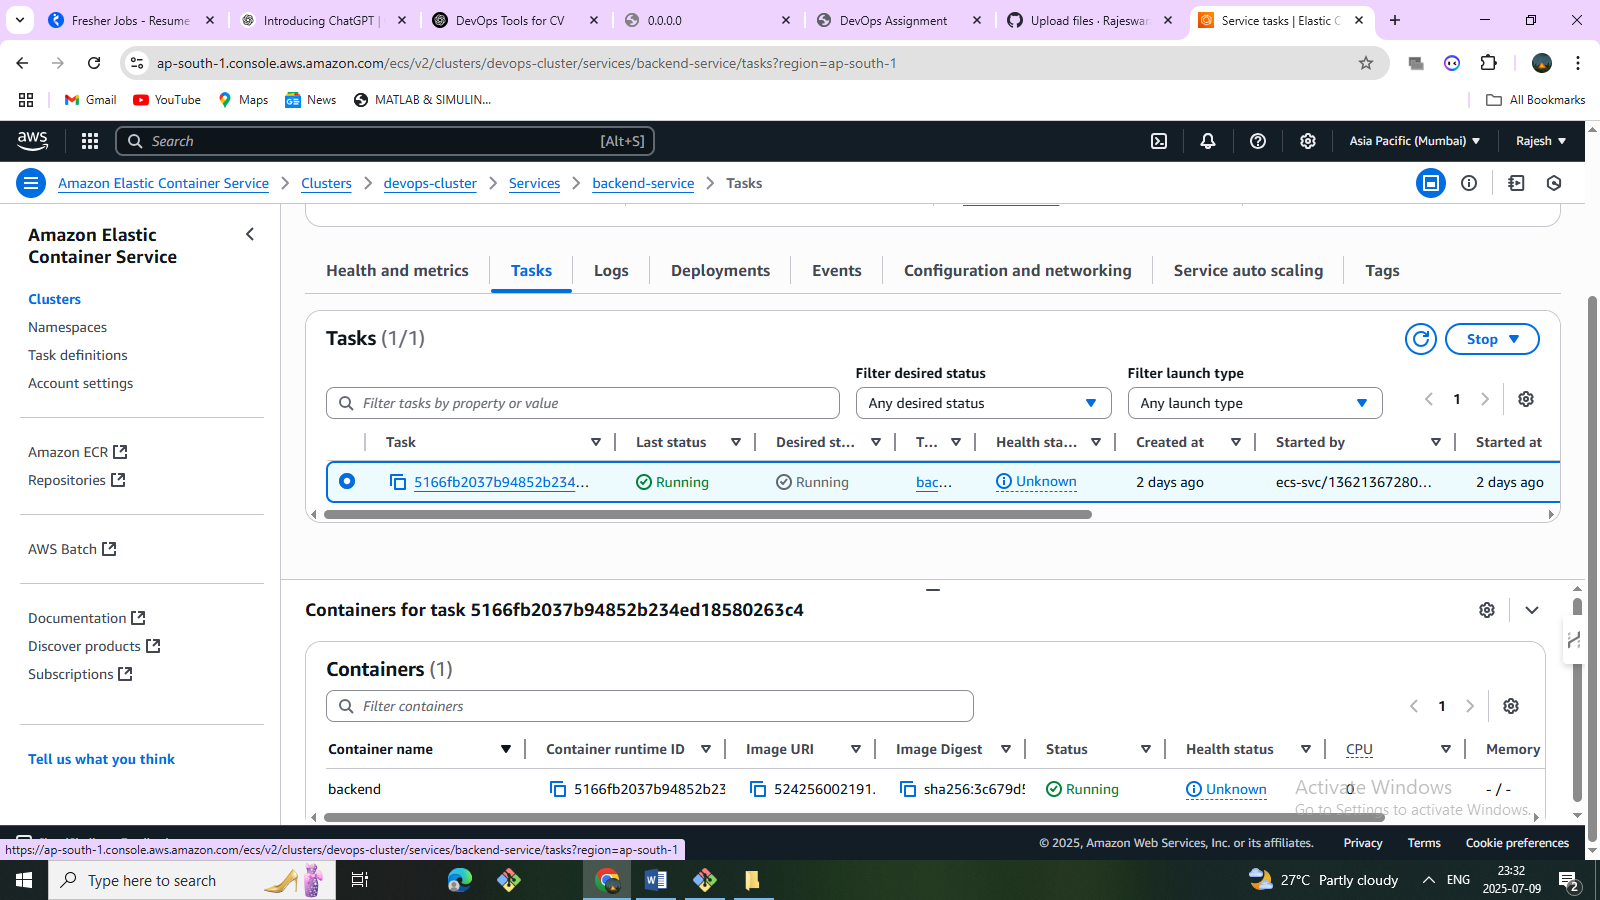 Fresher Jobs - Resume
Introducing ChatGPT |
DevOps Tools for CV
0.0.0.0
DevOps Assignment
Upload files · Rajeswar
Service tasks | Elastic C
ap-south-1.console.aws.amazon.com/ecs/v2/clusters/devops-cluster/services/backend-service/tasks?region=ap-south-1
Gmail
YouTube
Maps
News
MATLAB & SIMULIN...
All Bookmarks
aws
Search
[Alt+S]
Asia Pacific (Mumbai)
Rajesh
Amazon Elastic Container Service
Clusters
devops-cluster
Services
backend-service
Tasks
Amazon Elastic
Container Service
Clusters
Namespaces
Task definitions
Account settings
Amazon ECR
Repositories
AWS Batch
Documentation
Discover products
Subscriptions
Tell us what you think
Health and metrics
Tasks
Logs
Deployments
Events
Configuration and networking
Service auto scaling
Tags
Tasks (1/1)
Stop
Filter desired status
Filter launch type
Filter tasks by property or value
Any desired status
Any launch type
1
Task
Last status
Desired st...
T...
Health sta...
Created at
Started by
Started at
5166fb2037b94852b234...
Running
Running
bac...
Unknown
2 days ago
ecs-svc/13621367280...
2 days ago
Containers for task 5166fb2037b94852b234ed18580263c4
Containers (1)
Filter containers
1
Container name
Container runtime ID
Image URI
Image Digest
Status
Health status
CPU
Memory
backend
5166fb2037b94852b23
524256002191.
sha256:3c679d5
Running
Unknown
0
- / -
Activate Windows
Go to Settings to activate Windows.
© 2025, Amazon Web Services, Inc. or its affiliates.
Privacy
Terms
Cookie preferences
https://ap-south-1.console.aws.amazon.com/ecs/v2/clusters/devops-cluster/services/backend-service/tasks?region=ap-south-1
Type here to search
27°C Partly cloudy
ENG
23:32
2025-07-09
2